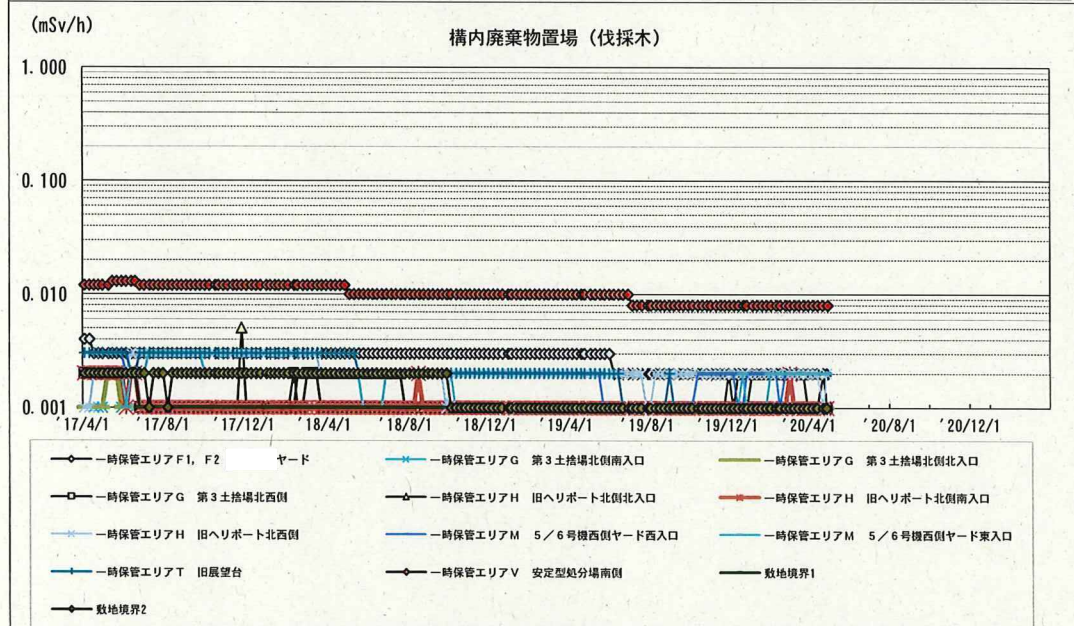 (mSv/h)
構内廃棄物置場（伐採木）
1.000
0.100
0.010
0.001
'17/4/1 '17/8/1 '17/12/1 '18/4/1 '18/8/1 '18/12/1 '19/4/1 '19/8/1 '19/12/1 '20/4/1 '20/8/1 '20/12/1
一時保管エリアＦ1，Ｆ2 ヤード 一時保管エリアＧ 第３土捨場北側南入口 一時保管エリアＧ 第３土捨場北側北入口
一時保管エリアＧ 第３土捨場北西側 一時保管エリアＨ 旧ヘリポート北側北入口 一時保管エリアＨ 旧ヘリポート北側南入口
一時保管エリアＨ 旧ヘリポート北西側 一時保管エリアＭ ５／６号機西側ヤード西入口 一時保管エリアＭ ５／６号機西側ヤード東入口
一時保管エリアＴ 旧展望台 一時保管エリアＶ 安定型処分場南側 敷地境界1
敷地境界2